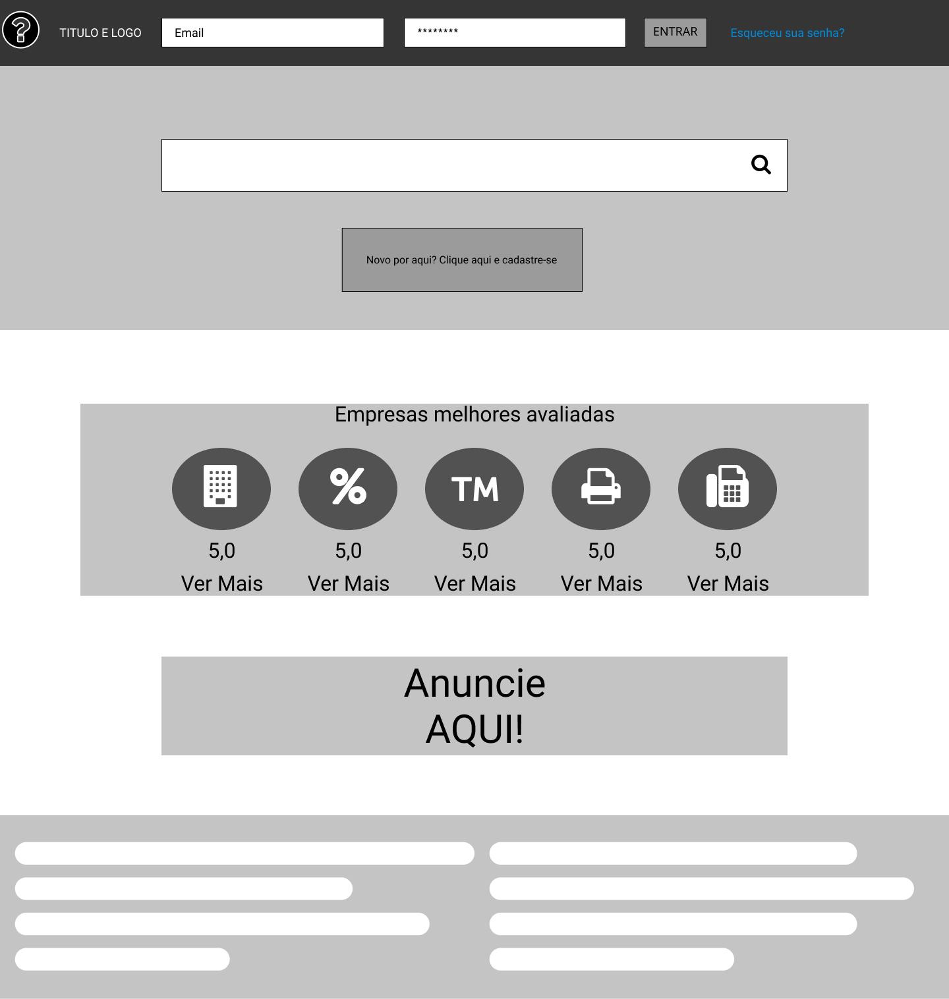 TITULO E LOGO
Email
********
ENTRAR
Esqueceu sua senha?
Novo por aqui? Clique aqui e cadastre-se
Empresas melhores avaliadas
%
TM
5,0
5,0
5,0
5,0
5,0
Ver Mais
Ver Mais
Ver Mais
Ver Mais
Ver Mais
Anuncie
AQUI!